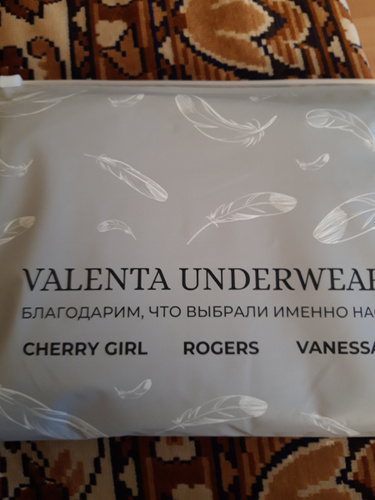 VALENTA UNDERWEAR
БЛАГОДАРИМ, ЧТО ВЫБРАЛИ ИМЕННО НАС
CHERRY GIRL ROGERS VANESSA